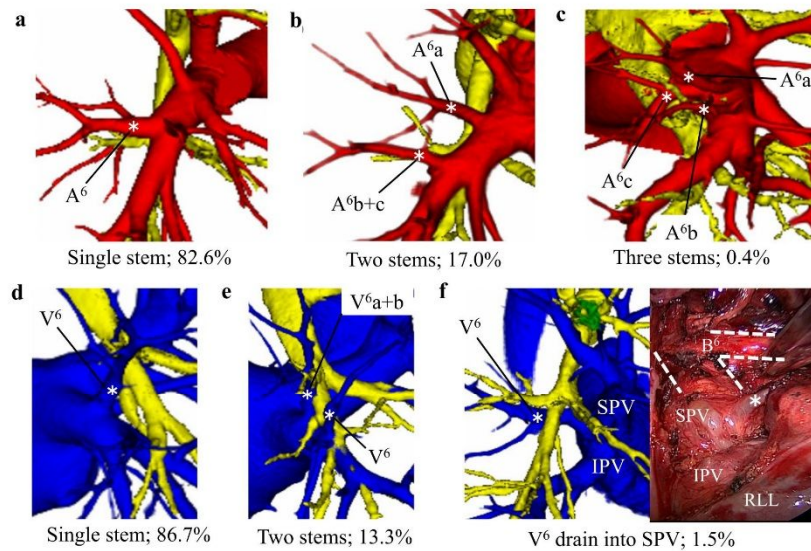 a
b
c
A⁶
A⁶a
A⁶b+c
A⁶a
A⁶c
A⁶b
Single stem; 82.6%
Two stems; 17.0%
Three stems; 0.4%
d
e
f
V⁶
V⁶a+b
V⁶
V⁶
SPV
IPV
B⁶
SPV
IPV
RLL
Single stem; 86.7%
Two stems; 13.3%
V⁶ drain into SPV; 1.5%